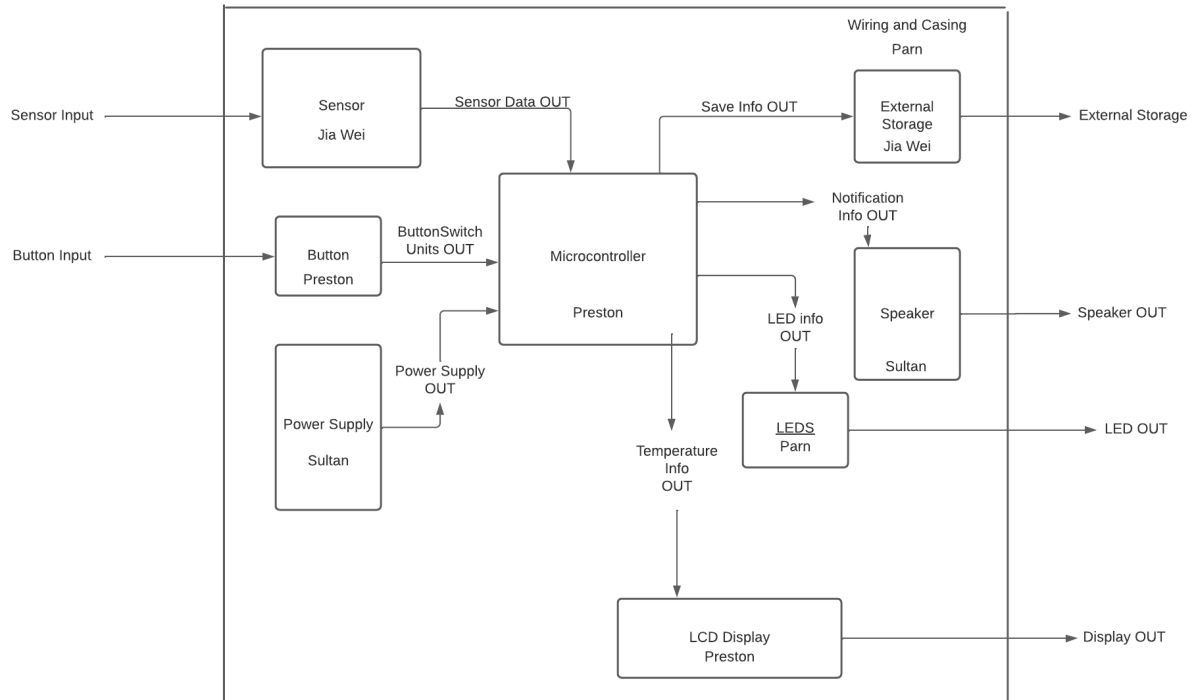 Wiring and Casing
Parn
Sensor Input
Sensor
Jia Wei
Sensor Data OUT
Save Info OUT
External
Storage
Jia Wei
External Storage
Notification
Info OUT
Button Input
Button
Preston
ButtonSwitch
Units OUT
Microcontroller
Preston
LED info
OUT
Speaker
Sultan
Speaker OUT
Power Supply
OUT
Power Supply
Sultan
LEDS
Parn
LED OUT
Temperature
Info
OUT
LCD Display
Preston
Display OUT